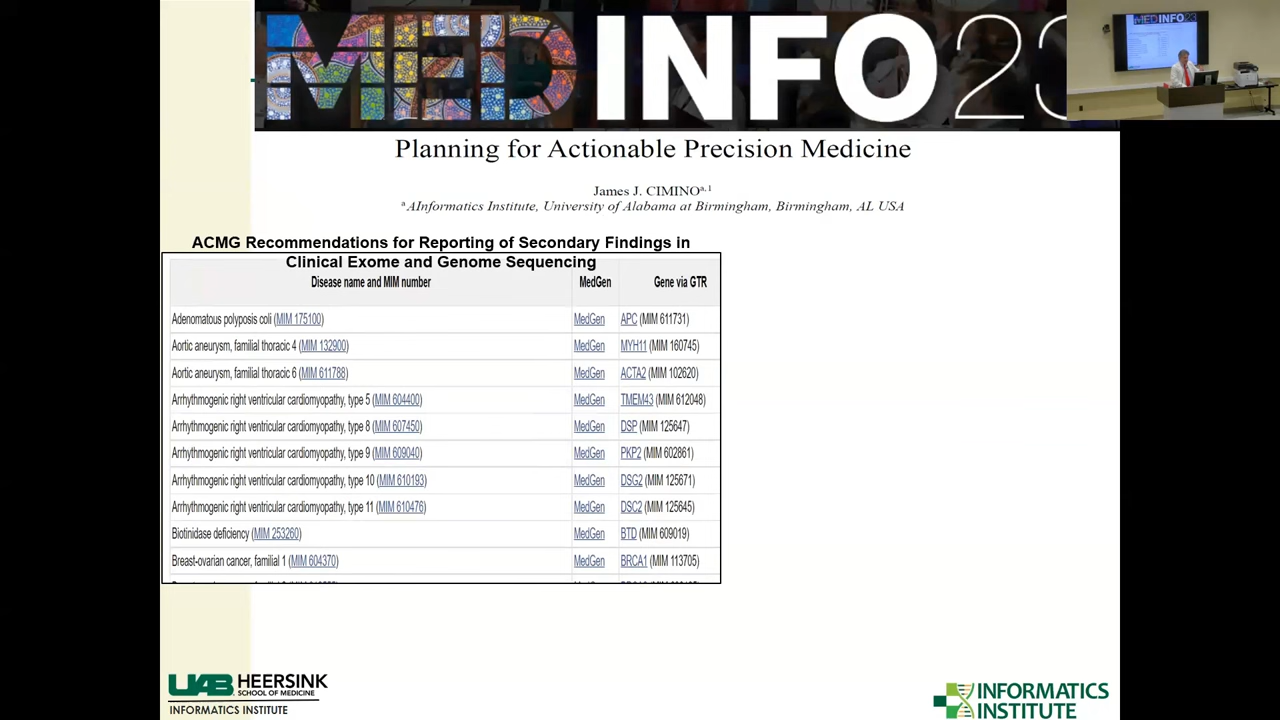 MEDINFO23
Planning for Actionable Precision Medicine
James J. CIMINOa,1
a AInformatics Institute, University of Alabama at Birmingham, Birmingham, AL USA
ACMG Recommendations for Reporting of Secondary Findings in
Clinical Exome and Genome Sequencing
Disease name and MIM number MedGen Gene via GTR
Adenomatous polyposis coli (MIM 175100) MedGen APC (MIM 611731)
Aortic aneurysm, familial thoracic 4 (MIM 132900) MedGen MYH11 (MIM 160745)
Aortic aneurysm, familial thoracic 6 (MIM 611788) MedGen ACTA2 (MIM 102620)
Arrhythmogenic right ventricular cardiomyopathy, type 5 (MIM 604400) MedGen TMEM43 (MIM 612048)
Arrhythmogenic right ventricular cardiomyopathy, type 8 (MIM 607450) MedGen DSP (MIM 125647)
Arrhythmogenic right ventricular cardiomyopathy, type 9 (MIM 609040) MedGen PKP2 (MIM 602861)
Arrhythmogenic right ventricular cardiomyopathy, type 10 (MIM 610193) MedGen DSG2 (MIM 125671)
Arrhythmogenic right ventricular cardiomyopathy, type 11 (MIM 610476) MedGen DSC2 (MIM 125645)
Biotinidase deficiency (MIM 253260) MedGen BTD (MIM 609019)
Breast-ovarian cancer, familial 1 (MIM 604370) MedGen BRCA1 (MIM 113705)
UAB HEERSINK
SCHOOL OF MEDICINE
INFORMATICS INSTITUTE
INFORMATICS
INSTITUTE